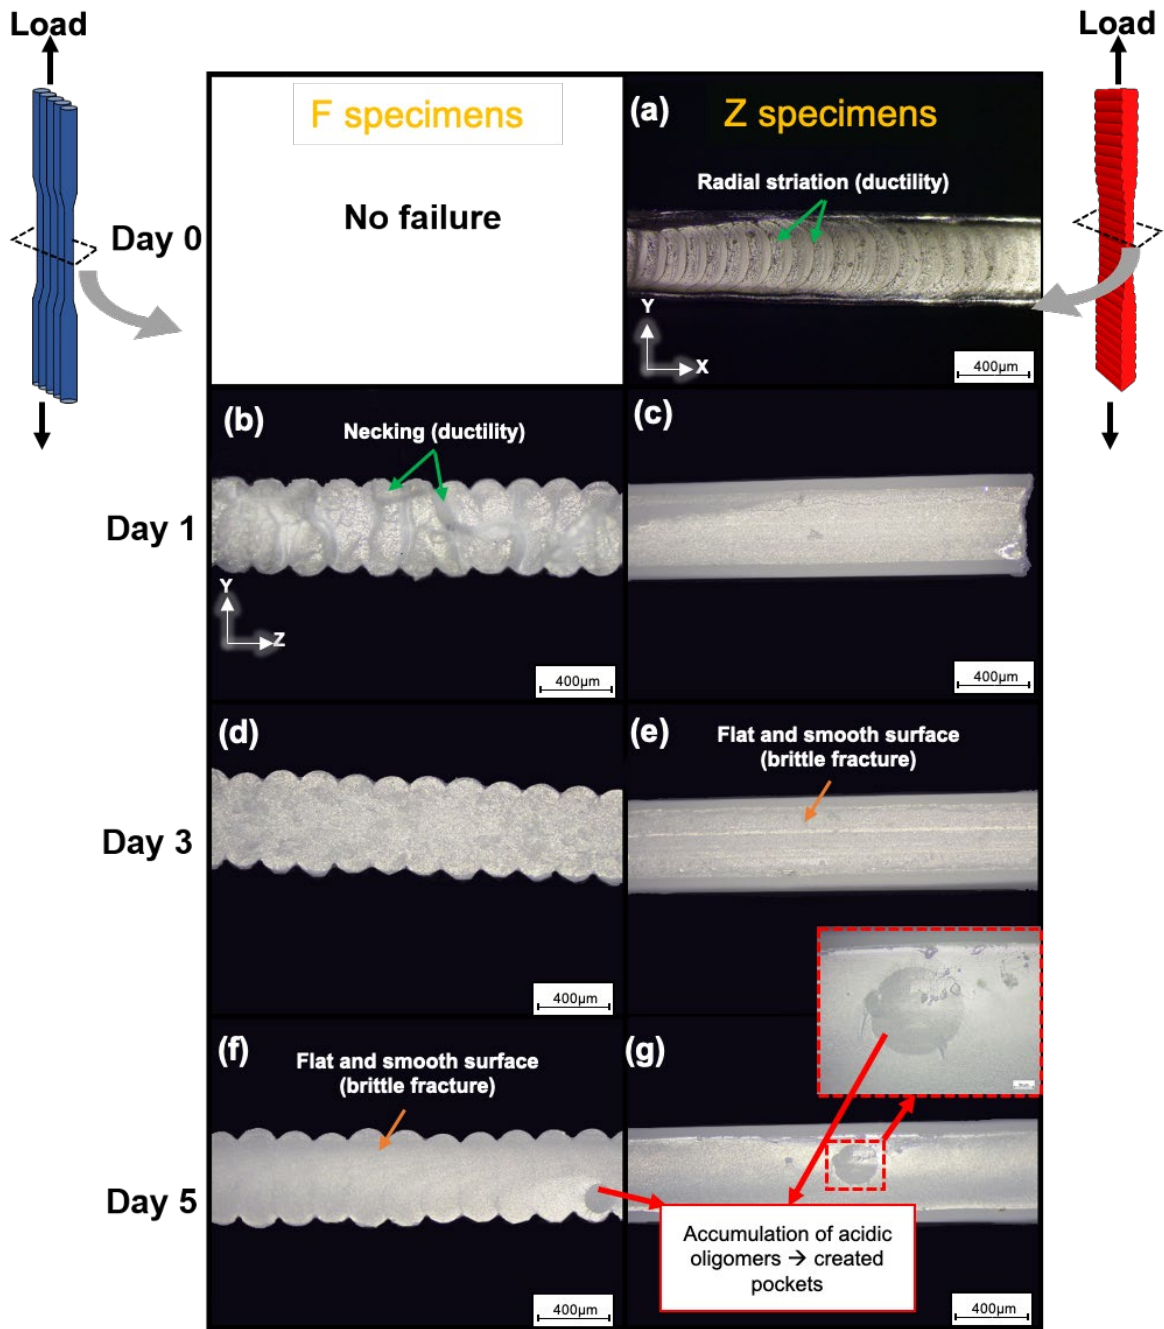 Load
Load
F specimens
(a)
Z specimens
Radial striation (ductility)
No failure
Day 0
Y
X
400µm
(b)
Necking (ductility)
(c)
Day 1
Y
Z
400µm
400µm
(d)
(e)
Flat and smooth surface
(brittle fracture)
Day 3
400µm
(f)
Flat and smooth surface
(brittle fracture)
(g)
Day 5
Accumulation of acidic
oligomers → created
pockets
400µm
400µm